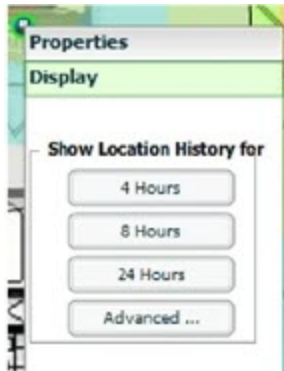 Properties
Display
Show Location History for
4 Hours
8 Hours
24 Hours
Advanced ...